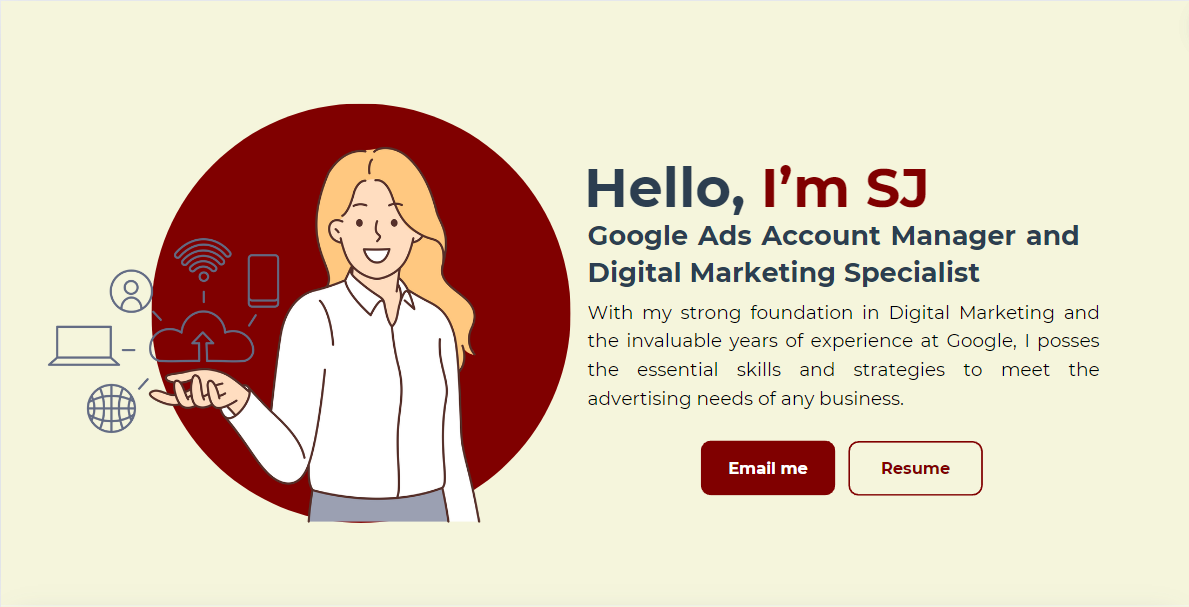 Hello, I’m SJ
Google Ads Account Manager and
Digital Marketing Specialist
With my strong foundation in Digital Marketing and
the invaluable years of experience at Google, I posses
the essential skills and strategies to meet the
advertising needs of any business.
Email me
Resume